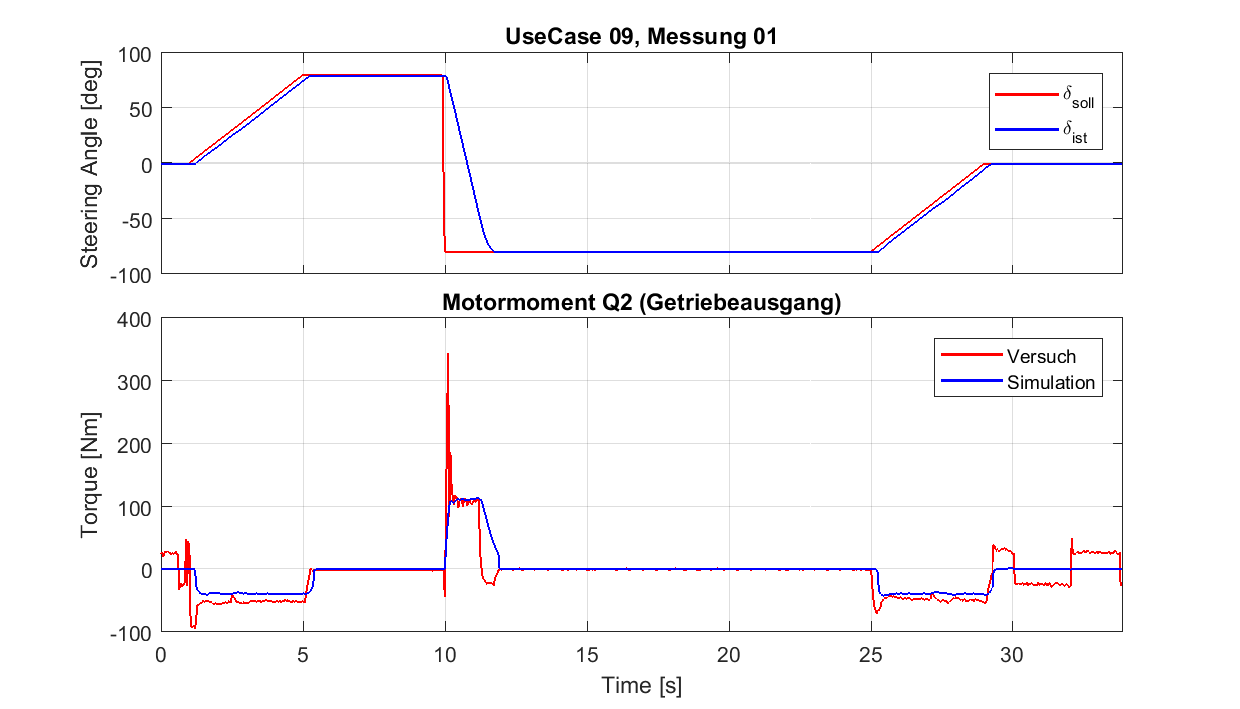 UseCase 09, Messung 01
Steering Angle [deg]
100
50
0
-50
-100
δsoll
δist
Motormoment Q2 (Getriebeausgang)
Torque [Nm]
400
300
200
100
0
-100
Versuch
Simulation
0 5 10 15 20 25 30
Time [s]